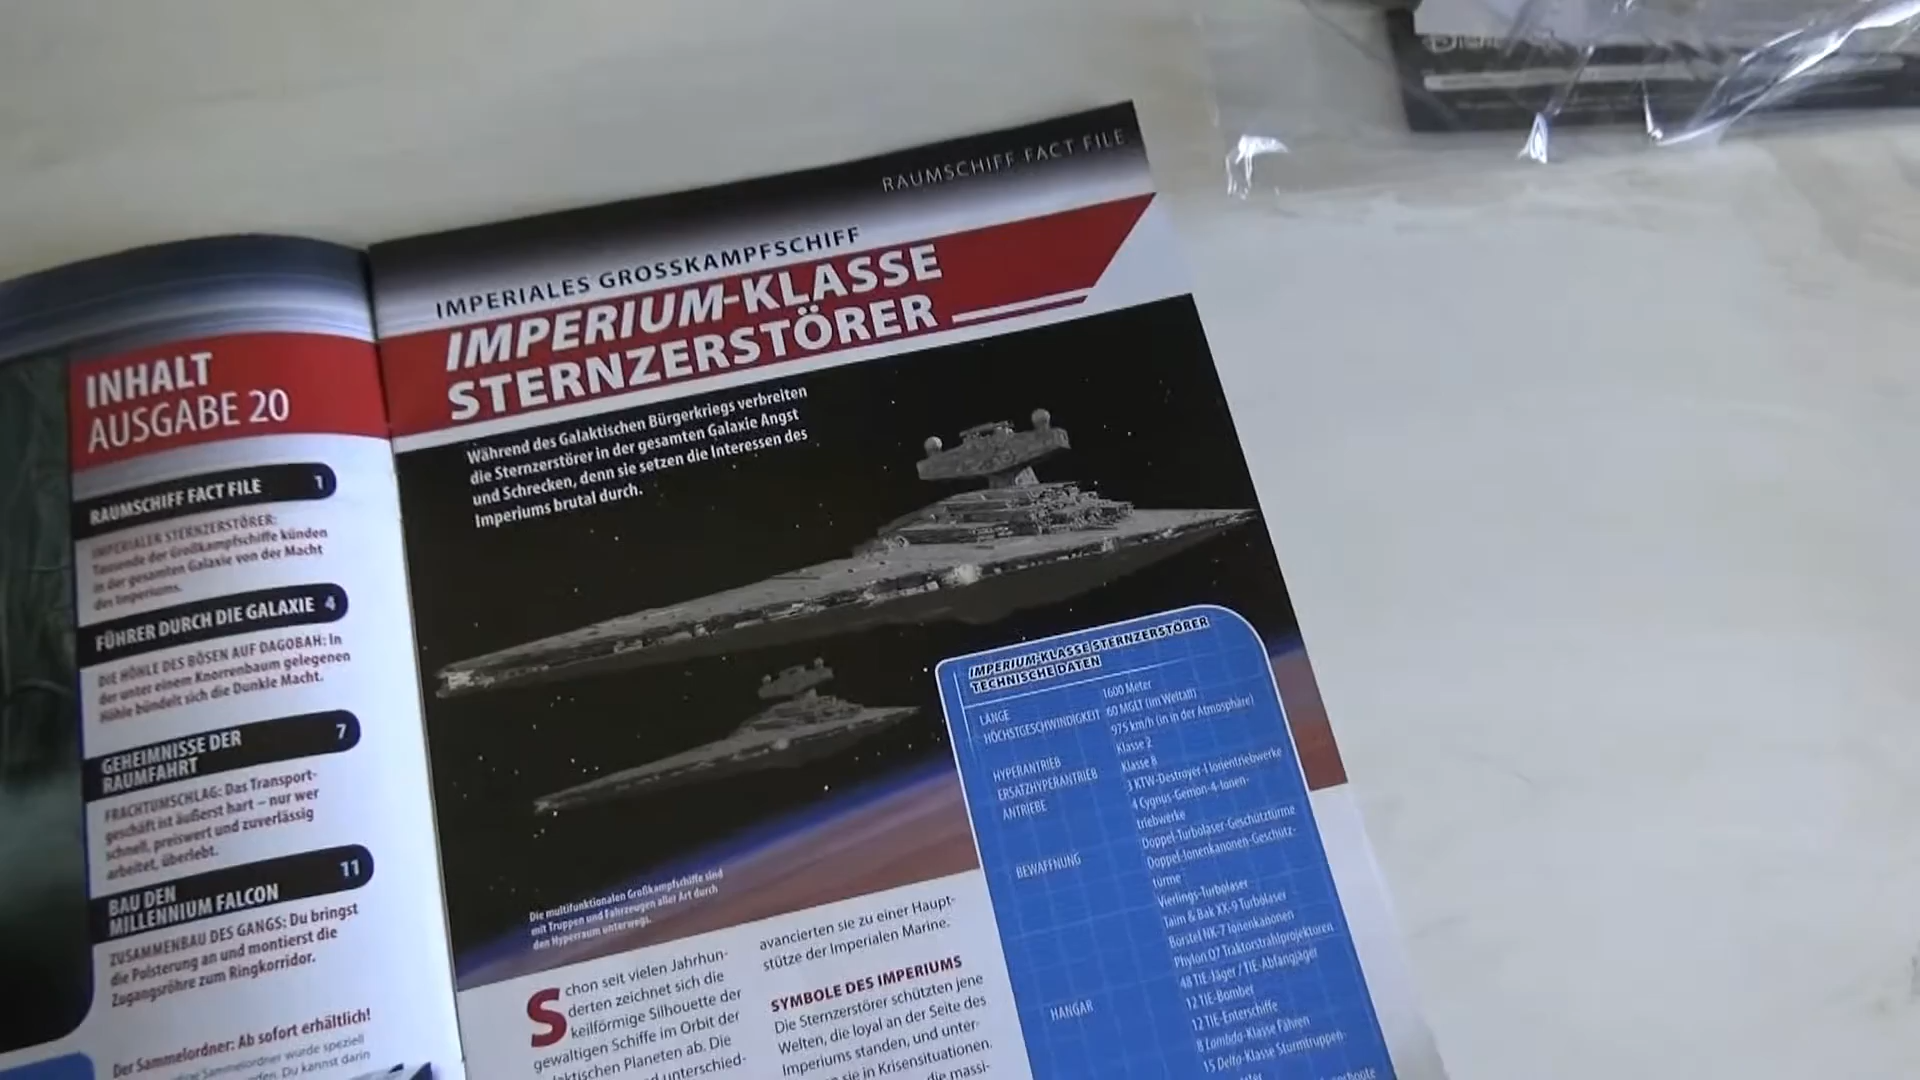 RAUMSCHIFF FACT FILE
INHALT
AUSGABE 20
RAUMSCHIFF FACT FILE 1
IMPERIALER STERNZERSTÖRER:
Tausende der Großkampfschiffe künden
in der gesamten Galaxie von der Macht
des Imperiums.
FÜHRER DURCH DIE GALAXIE 4
DIE HÖHLE DES BÖSEN AUF DAGOBAH: In
der unter einem Knorrenbaum gelegenen
Höhle bündelt sich die Dunkle Macht.
GEHEIMNISSE DER
RAUMFAHRT 7
FRACHTUMSCHLAG: Das Transport-
geschäft ist äußerst hart – nur wer
schnell, preiswert und zuverlässig
arbeitet, überlebt.
BAU DEN
MILLENNIUM FALCON 11
ZUSAMMENBAU DES GANGS: Du bringst
die Polsterung an und montierst die
Zugangsröhre zum Ringkorridor.
Der Sammelordner: Ab sofort erhältlich!
Sammelordner wurde speziell
Du kannst darin
IMPERIALES GROSSKAMPFSCHIFF
IMPERIUM-KLASSE
STERNZERSTÖRER
Während des Galaktischen Bürgerkriegs verbreiten
die Sternzerstörer in der gesamten Galaxie Angst
und Schrecken, denn sie setzen die Interessen des
Imperiums brutal durch.
Die multifunktionalen Großkampfschiffe sind
mit Truppen und Fahrzeugen aller Art durch
den Hyperraum unterwegs.
Schon seit vielen Jahrhun-
derten zeichnet sich die
keilförmige Silhouette der
gewaltigen Schiffe im Orbit der
Planeten ab. Die
avancierten sie zu einer Haupt-
stütze der Imperialen Marine.
SYMBOLE DES IMPERIUMS
Die Sternzerstörer schützten jene
Welten, die loyal an der Seite des
Imperiums standen, und unter-
sie in Krisensituationen.
die massi-
IMPERIUM-KLASSE STERNZERSTÖRER
TECHNISCHE DATEN
LÄNGE 1600 Meter
HÖCHSTGESCHWINDIGKEIT 60 MGLT (im Weltall)
975 km/h (in in der Atmosphäre)
HYPERANTRIEB Klasse 2
ERSATZHYPERANTRIEB Klasse 8
ANTRIEBE 3 KTW-Destroyer-I Ionentriebwerke
4 Cygnus-Gemon-4-Ionen-
triebwerke
BEWAFFNUNG Doppel-Turbolaser-Geschütztürme
Doppel-Ionenkanonen-Geschütz-
türme
Vierlings-Turbolaser
Taim & Bak XX-9 Turbolaser
Borstel NK-7 Ionenkanonen
Phylon Q7 Traktorstrahlprojektoren
HANGAR 48 TIE-Jäger / TIE-Abfangjäger
12 TIE-Bomber
12 TIE-Enterschiffe
8 Lambda-Klasse Fähren
15 Delta-Klasse Sturmtruppen-